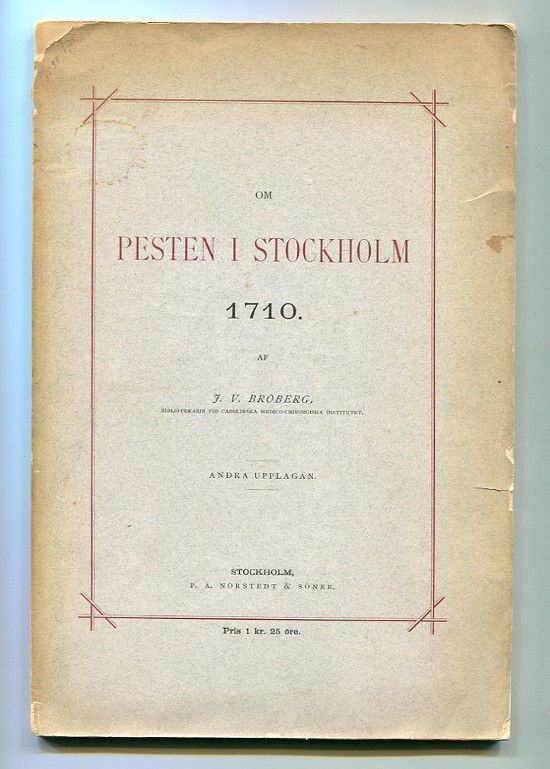 OM
PESTEN I STOCKHOLM
1710.
AF
J. V. BROBERG,
BIBLIOTEKARIE VID CAROLINSKA MEDICO-CHIRURGISKA INSTITUTET.
ANDRA UPPLAGAN.
STOCKHOLM,
P. A. NORSTEDT & SÖNER.
Pris 1 kr. 25 öre.